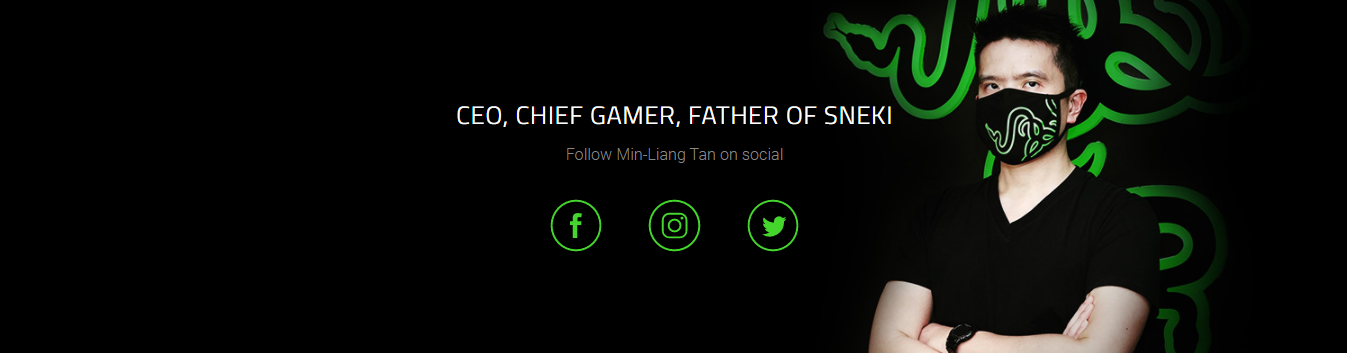 CEO, CHIEF GAMER, FATHER OF SNEKI
Follow Min-Liang Tan on social